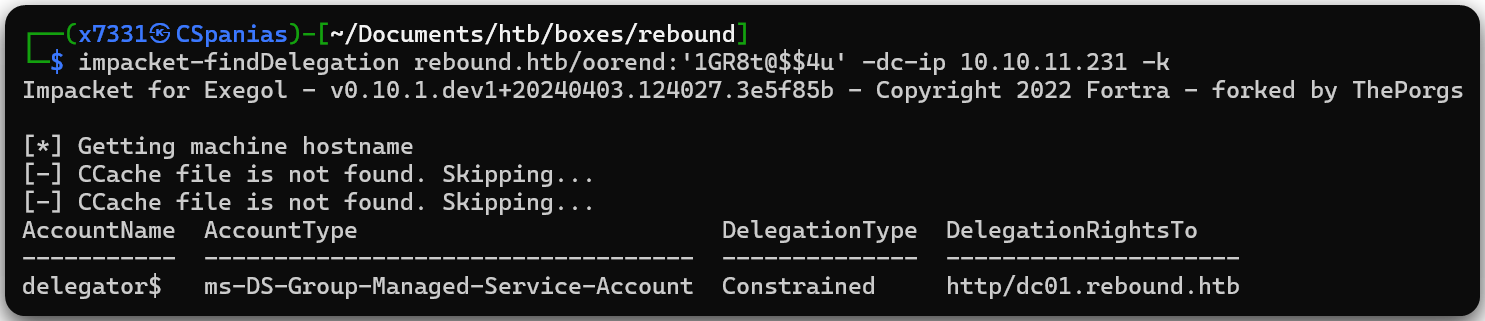 ┌──(x7331㉿CSpanias)-[~/Documents/htb/boxes/rebound]
└─$ impacket-findDelegation rebound.htb/oorend:'1GR8t@$$4u' -dc-ip 10.10.11.231 -k
Impacket for Exegol - v0.10.1.dev1+20240403.124027.3e5f85b - Copyright 2022 Fortra - forked by ThePorgs
[*] Getting machine hostname
[-] CCache file is not found. Skipping...
[-] CCache file is not found. Skipping...
AccountName  AccountType                          DelegationType  DelegationRightsTo
-----------  -----------------------------------  --------------  ---------------------
delegator$   ms-DS-Group-Managed-Service-Account  Constrained     http/dc01.rebound.htb